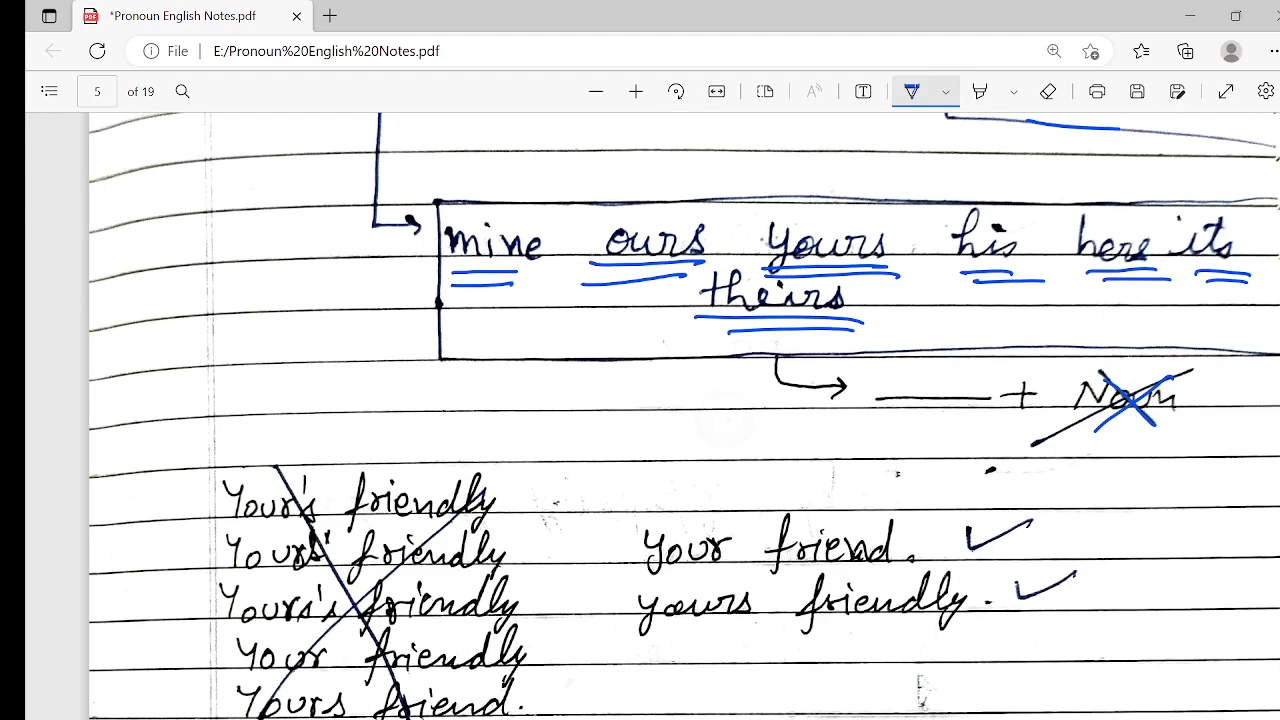 *Pronoun English Notes.pdf
File E:/Pronoun%20English%20Notes.pdf
5 of 19
mine ours yours his hers its
theirs
+ Noun
Your's friendly
Yours' friendly
Yours's friendly
Your friendly
Yours friend.
Your friend.
yours friendly.